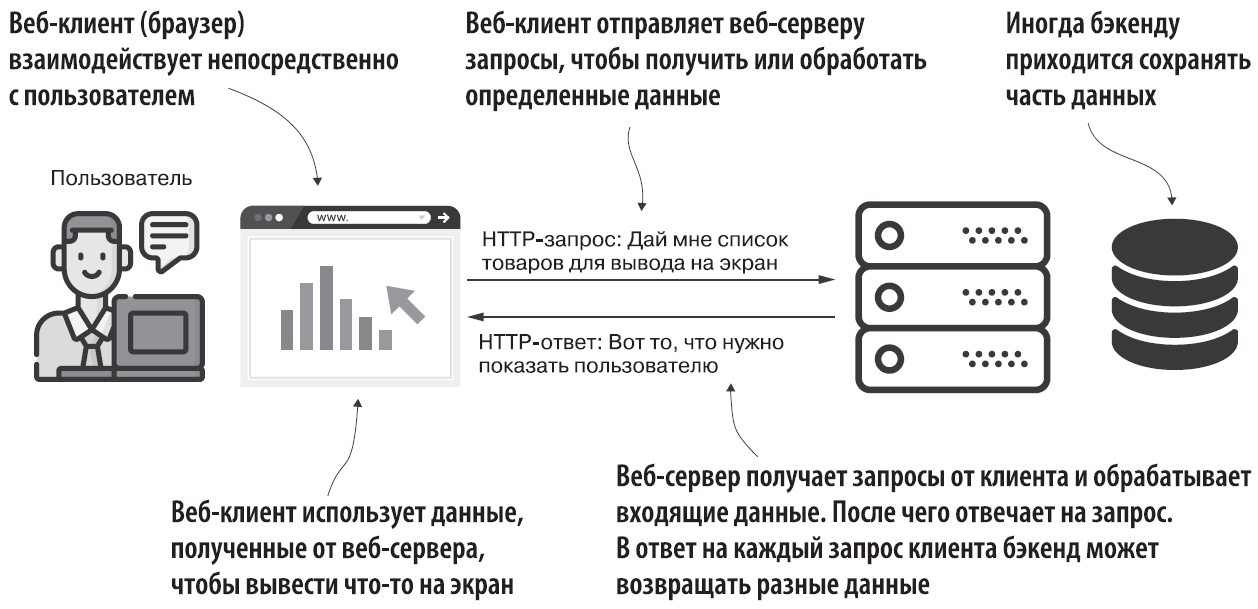 Веб-клиент (браузер)
взаимодействует непосредственно
с пользователем
Веб-клиент отправляет веб-серверу
запросы, чтобы получить или обработать
определенные данные
Иногда бэкенду
приходится сохранять
часть данных
Пользователь
www.
HTTP-запрос: Дай мне список
товаров для вывода на экран
HTTP-ответ: Вот то, что нужно
показать пользователю
Веб-клиент использует данные,
полученные от веб-сервера,
чтобы вывести что-то на экран
Веб-сервер получает запросы от клиента и обрабатывает
входящие данные. После чего отвечает на запрос.
В ответ на каждый запрос клиента бэкенд может
возвращать разные данные